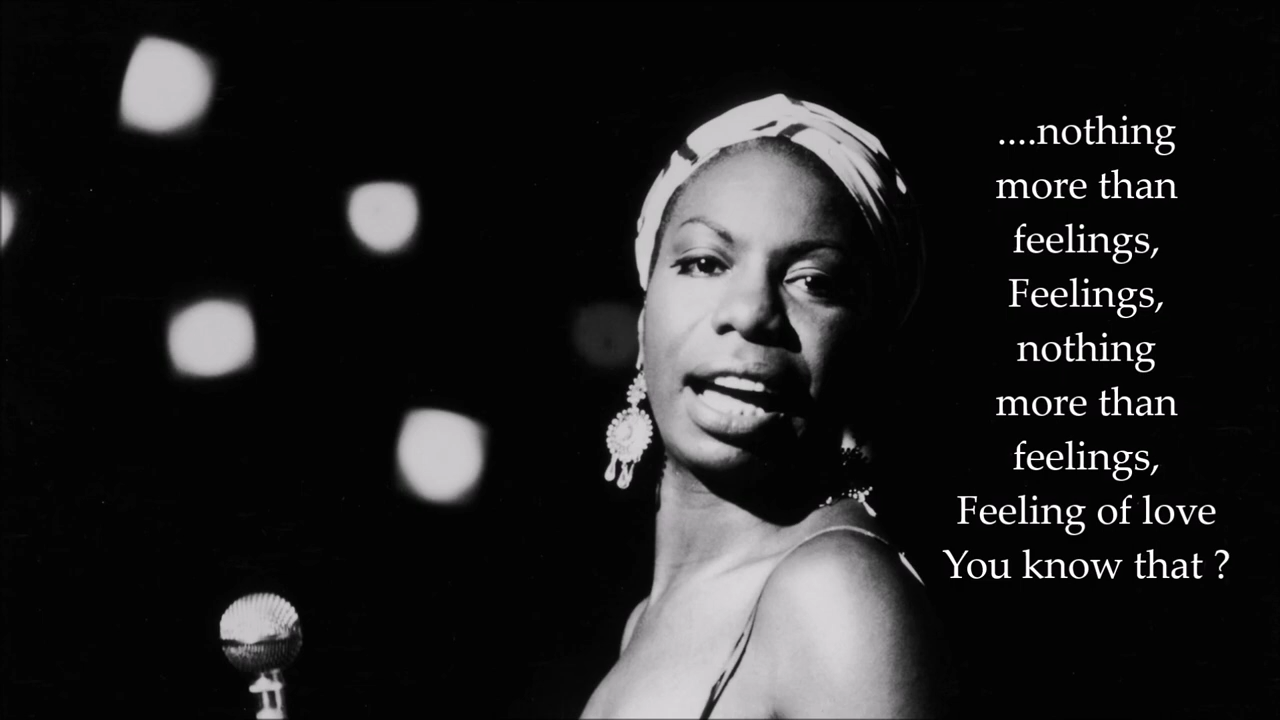 ....nothing
more than
feelings,
Feelings,
nothing
more than
feelings,
Feeling of love
You know that ?